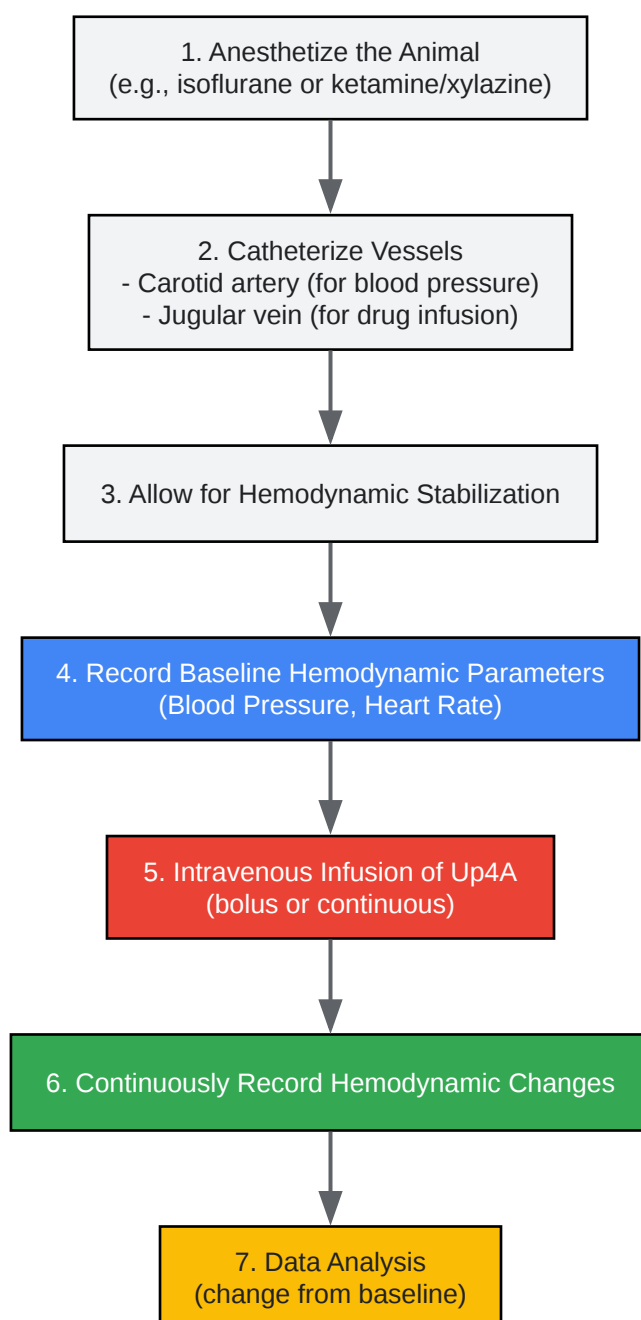 1. Anesthetize the Animal
(e.g., isoflurane or ketamine/xylazine)
2. Catheterize Vessels
- Carotid artery (for blood pressure)
- Jugular vein (for drug infusion)
3. Allow for Hemodynamic Stabilization
4. Record Baseline Hemodynamic Parameters
(Blood Pressure, Heart Rate)
5. Intravenous Infusion of Up4A
(bolus or continuous)
6. Continuously Record Hemodynamic Changes
7. Data Analysis
(change from baseline)